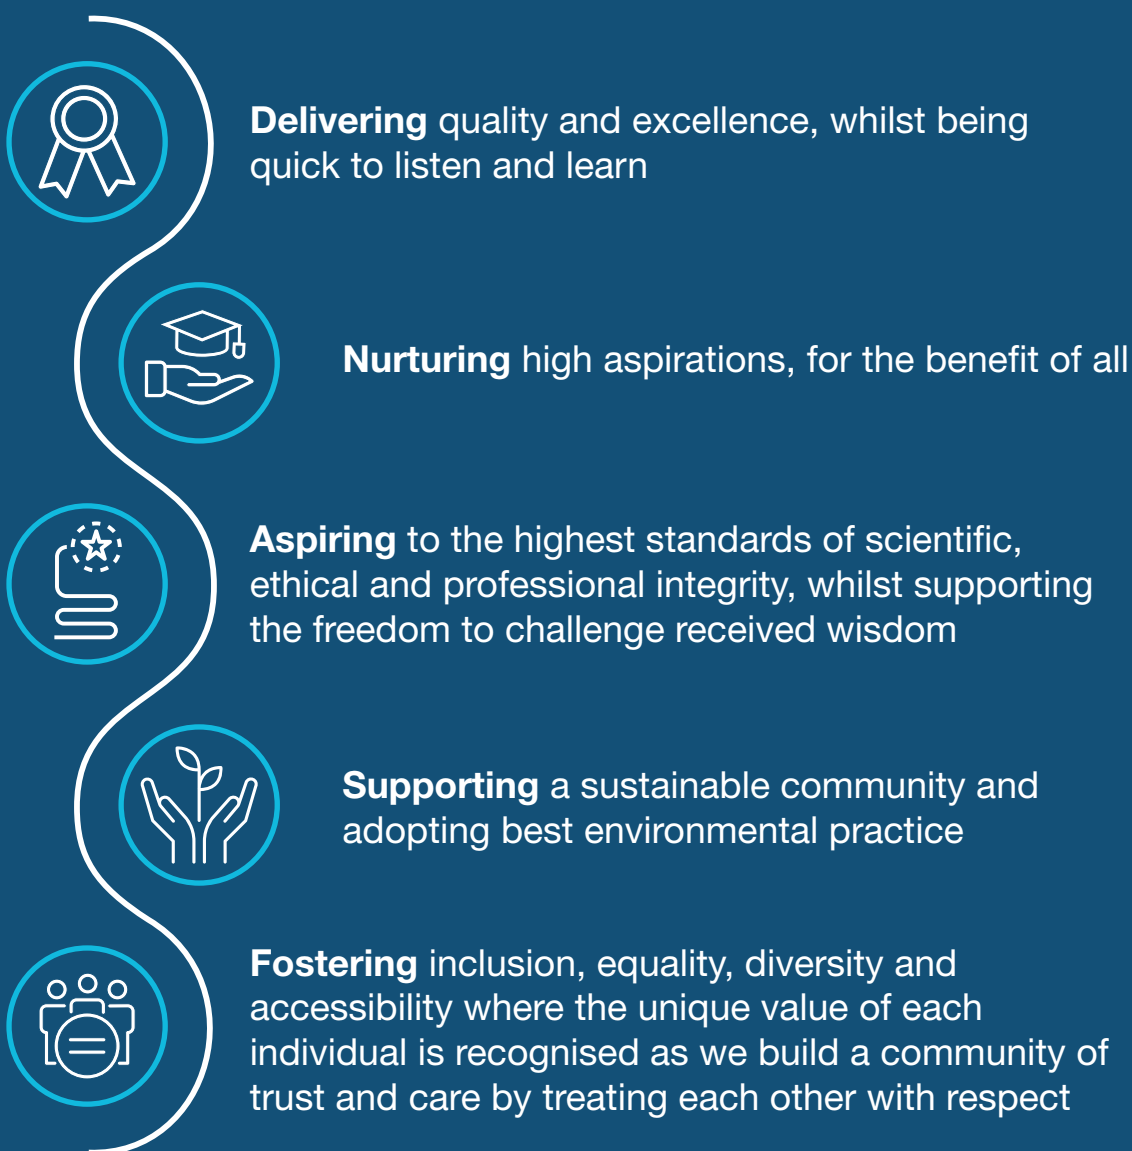 Delivering quality and excellence, whilst being
quick to listen and learn
Nurturing high aspirations, for the benefit of all
Aspiring to the highest standards of scientific,
ethical and professional integrity, whilst supporting
the freedom to challenge received wisdom
Supporting a sustainable community and
adopting best environmental practice
Fostering inclusion, equality, diversity and
accessibility where the unique value of each
individual is recognised as we build a community of
trust and care by treating each other with respect